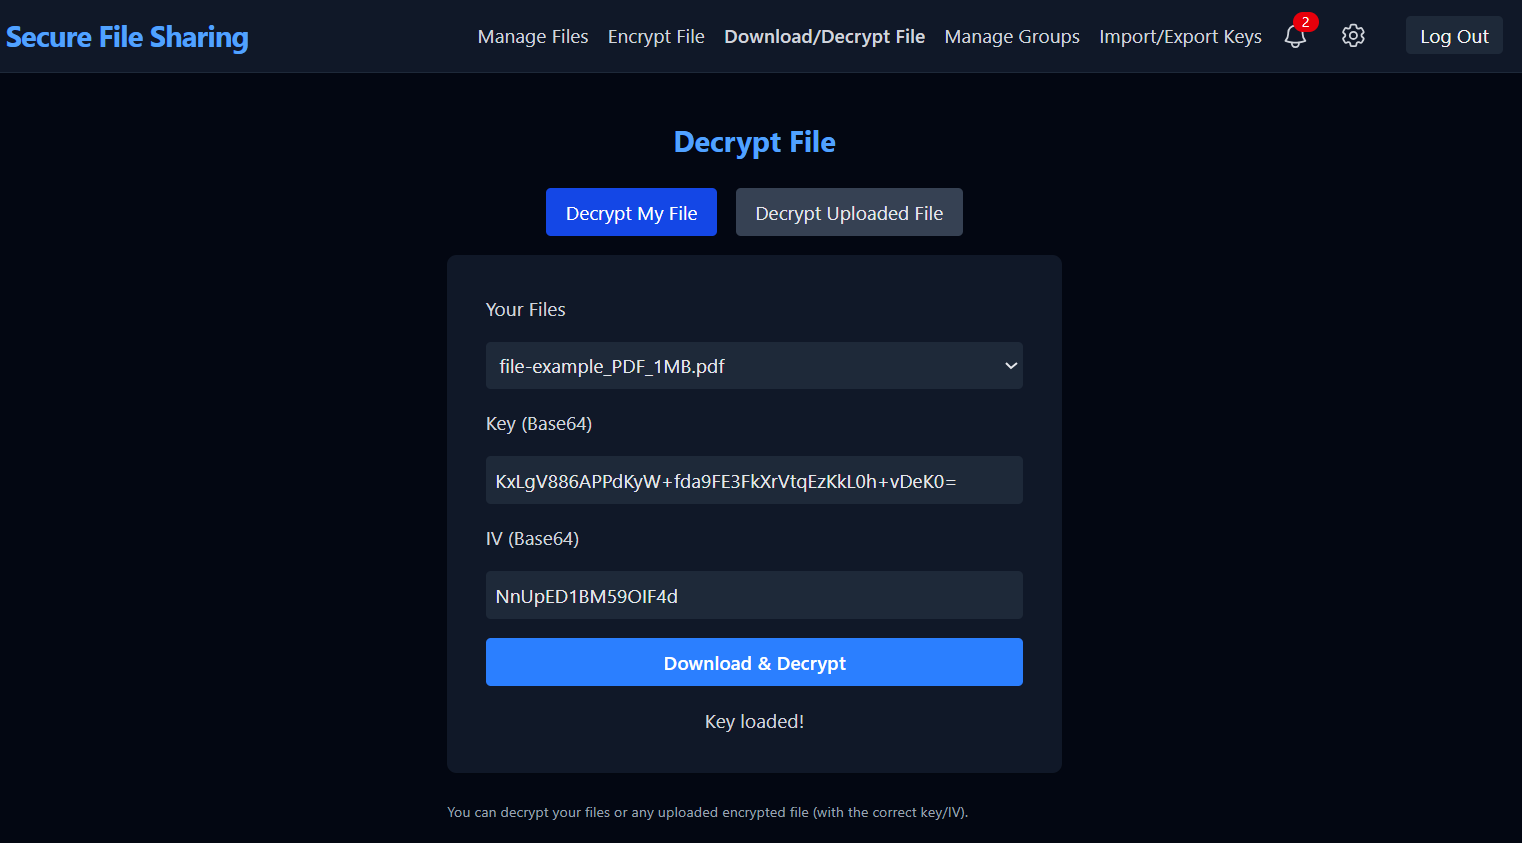 Secure File Sharing
Manage Files Encrypt File Download/Decrypt File Manage Groups Import/Export Keys 2 Log Out
Decrypt File
Decrypt My File Decrypt Uploaded File
Your Files
file-example_PDF_1MB.pdf
Key (Base64)
KxLgV886APPdKyW+fda9FE3FkXrVtqEzKkL0h+vDeK0=
IV (Base64)
NnUpED1BM59OIF4d
Download & Decrypt
Key loaded!
You can decrypt your files or any uploaded encrypted file (with the correct key/IV).